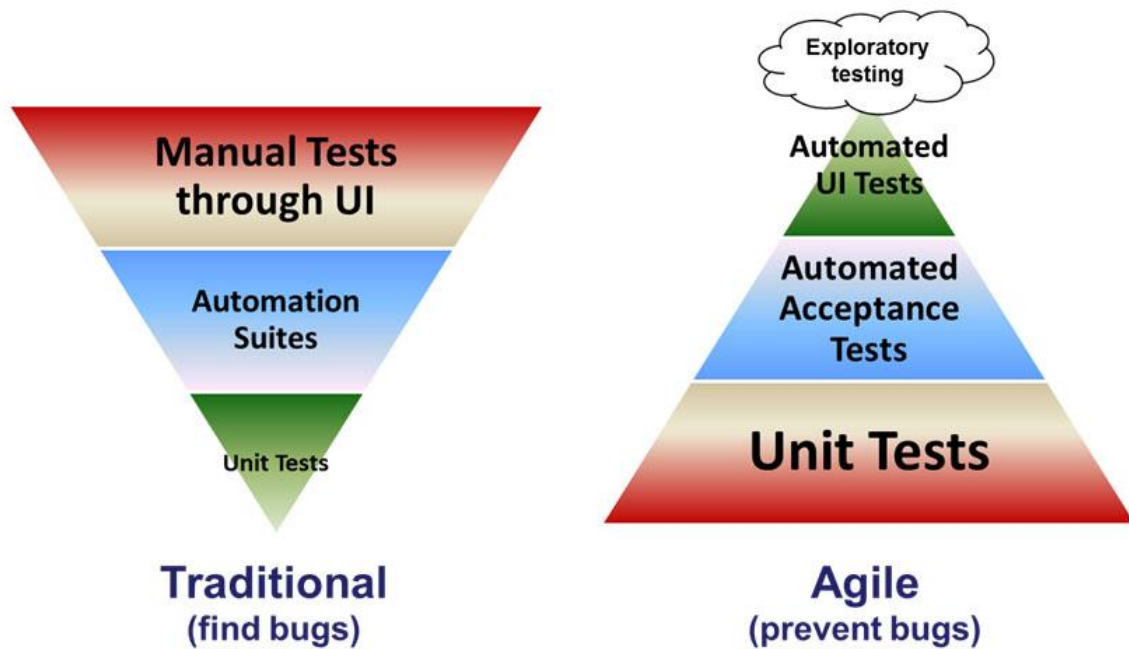 Manual Tests
through UI
Automation
Suites
Unit Tests
Traditional
(find bugs)
Exploratory
testing
Automated
UI Tests
Automated
Acceptance
Tests
Unit Tests
Agile
(prevent bugs)